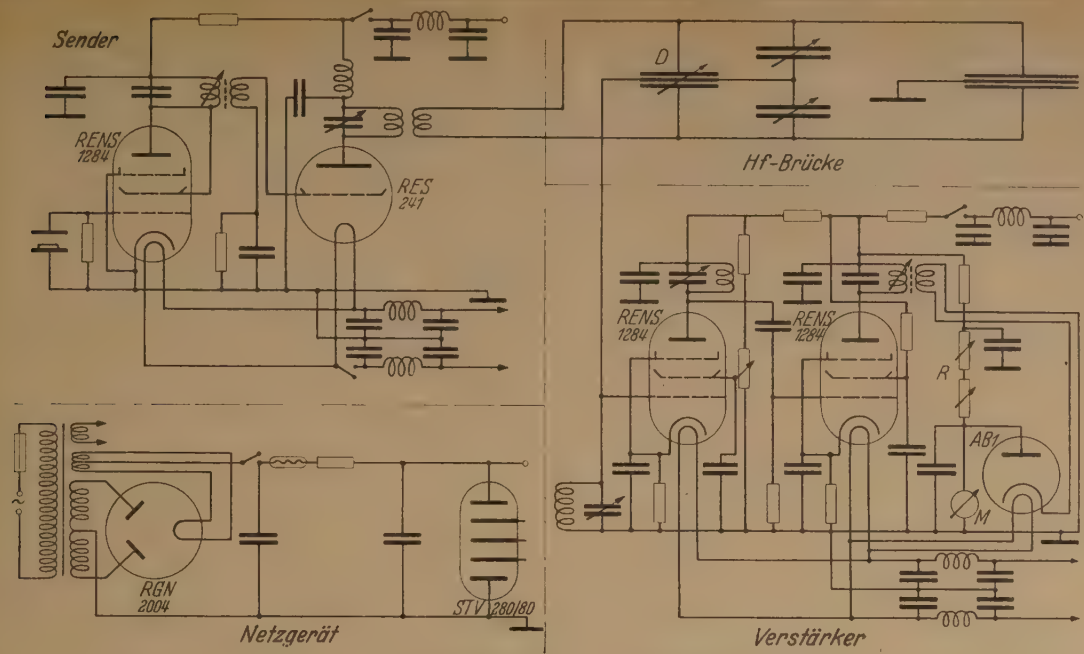 Sender
RENS
1284
RES
241
D
Hf-Brücke
RENS
1284
RENS
1284
R
AB1
M
Verstärker
~
RGN
2004
STV 280/80
Netzgerät